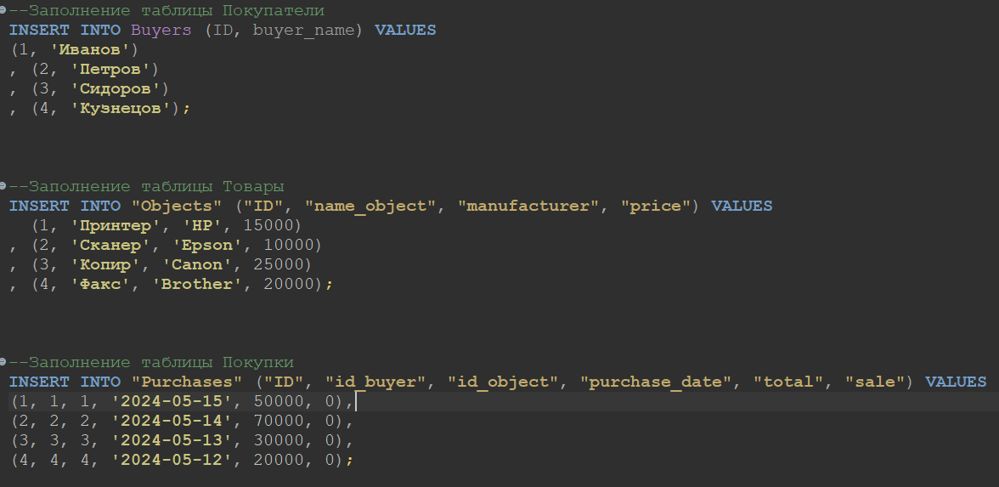 --Заполнение таблицы Покупатели
INSERT INTO Buyers (ID, buyer_name) VALUES
(1, 'Иванов')
, (2, 'Петров')
, (3, 'Сидоров')
, (4, 'Кузнецов');
--Заполнение таблицы Товары
INSERT INTO "Objects" ("ID", "name_object", "manufacturer", "price") VALUES
(1, 'Принтер', 'HP', 15000)
, (2, 'Сканер', 'Epson', 10000)
, (3, 'Копир', 'Canon', 25000)
, (4, 'Факс', 'Brother', 20000);
--Заполнение таблицы Покупки
INSERT INTO "Purchases" ("ID", "id_buyer", "id_object", "purchase_date", "total", "sale") VALUES
(1, 1, 1, '2024-05-15', 50000, 0),
(2, 2, 2, '2024-05-14', 70000, 0),
(3, 3, 3, '2024-05-13', 30000, 0),
(4, 4, 4, '2024-05-12', 20000, 0);